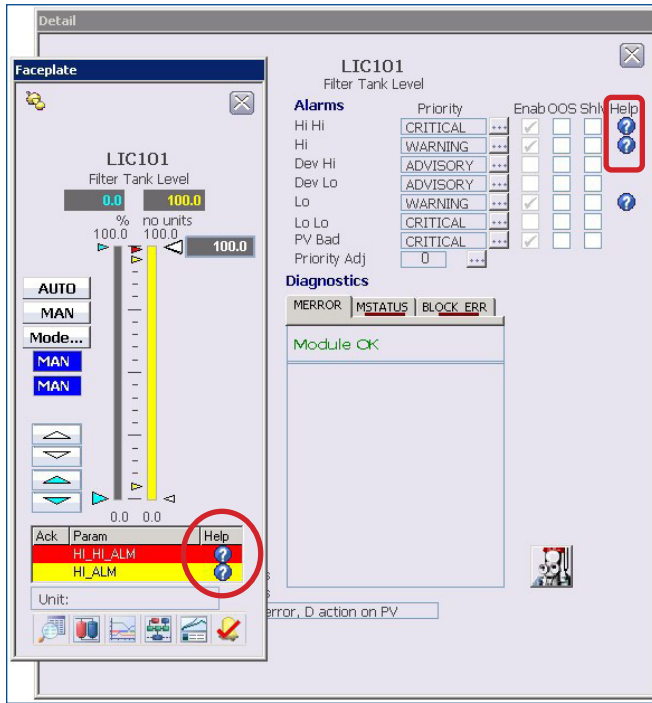 Detail
Faceplate
LIC101
Filter Tank Level
0.0 100.0
% no units
100.0 100.0
100.0
AUTO
MAN
Mode...
MAN
MAN
0.0 0.0
Ack Param Help
HI_HI_ALM
HI_ALM
Unit:
LIC101
Filter Tank Level
Alarms Priority Enab OOS Shlv Help
Hi Hi CRITICAL ...
Hi WARNING ...
Dev Hi ADVISORY ...
Dev Lo ADVISORY ...
Lo WARNING ...
Lo Lo CRITICAL ...
PV Bad CRITICAL ...
Priority Adj 0 ...
Diagnostics
MERROR MSTATUS BLOCK_ERR
Module OK
s
s
error, D action on PV